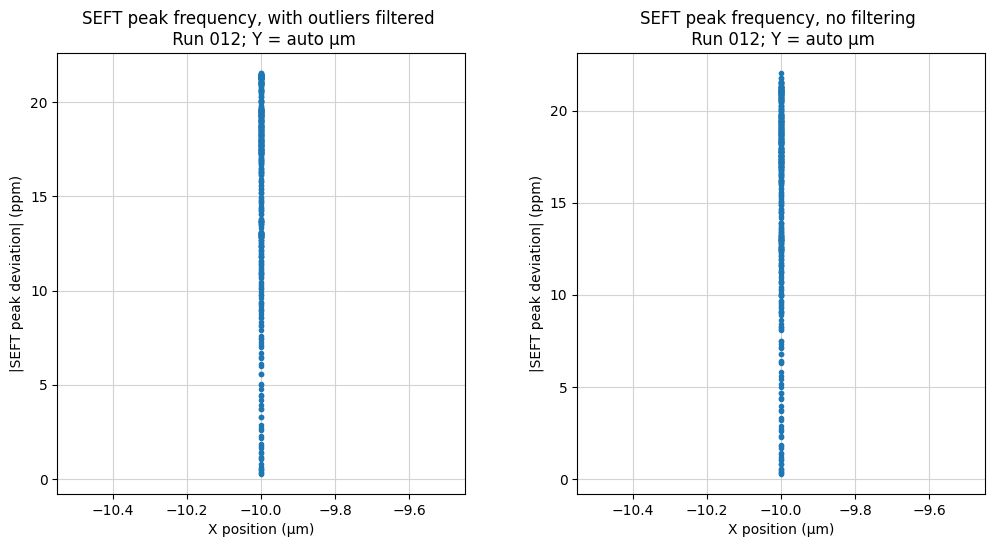 SEFT peak frequency, with outliers filtered
Run 012; Y = auto µm
|SEFT peak deviation| (ppm)
20
15
10
5
0
−10.4 −10.2 −10.0 −9.8 −9.6
X position (µm)
SEFT peak frequency, no filtering
Run 012; Y = auto µm
|SEFT peak deviation| (ppm)
20
15
10
5
0
−10.4 −10.2 −10.0 −9.8 −9.6
X position (µm)